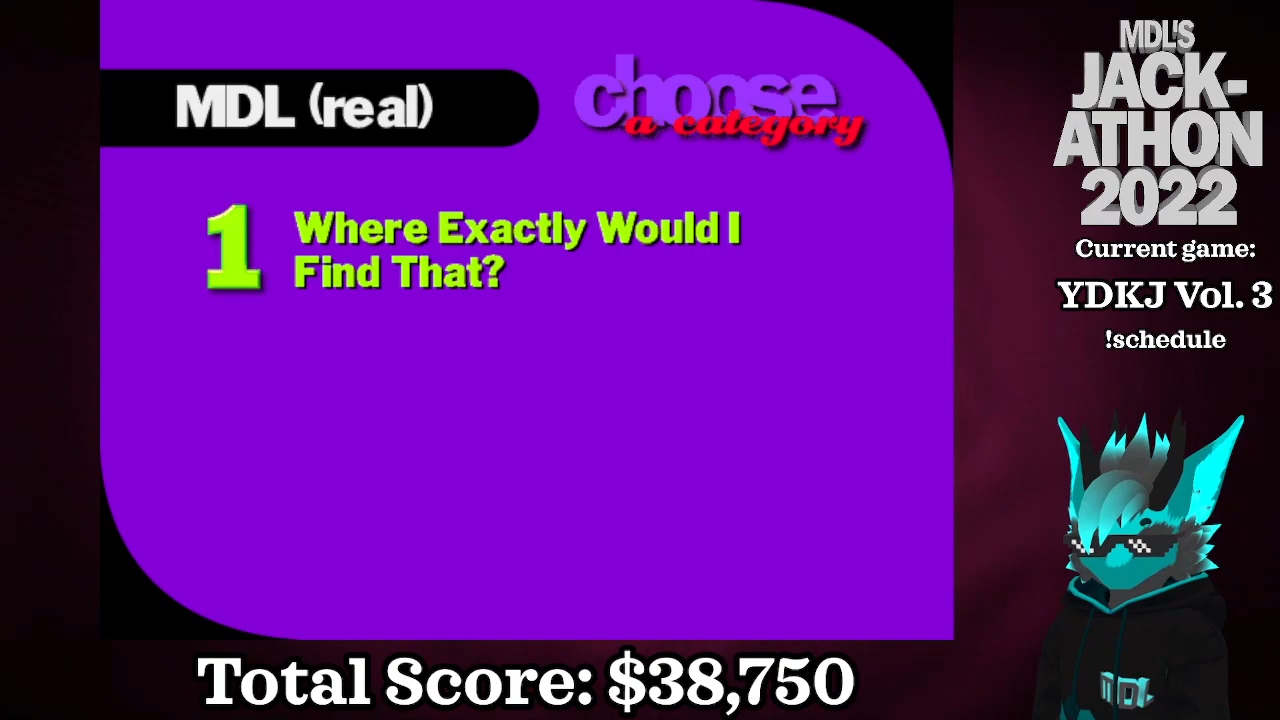 MDL (real)
choose
a category
1
Where Exactly Would I
Find That?
MDL'S
JACK-
ATHON
2022
Current game:
YDKJ Vol. 3
!schedule
MDL
Total Score: $38,750